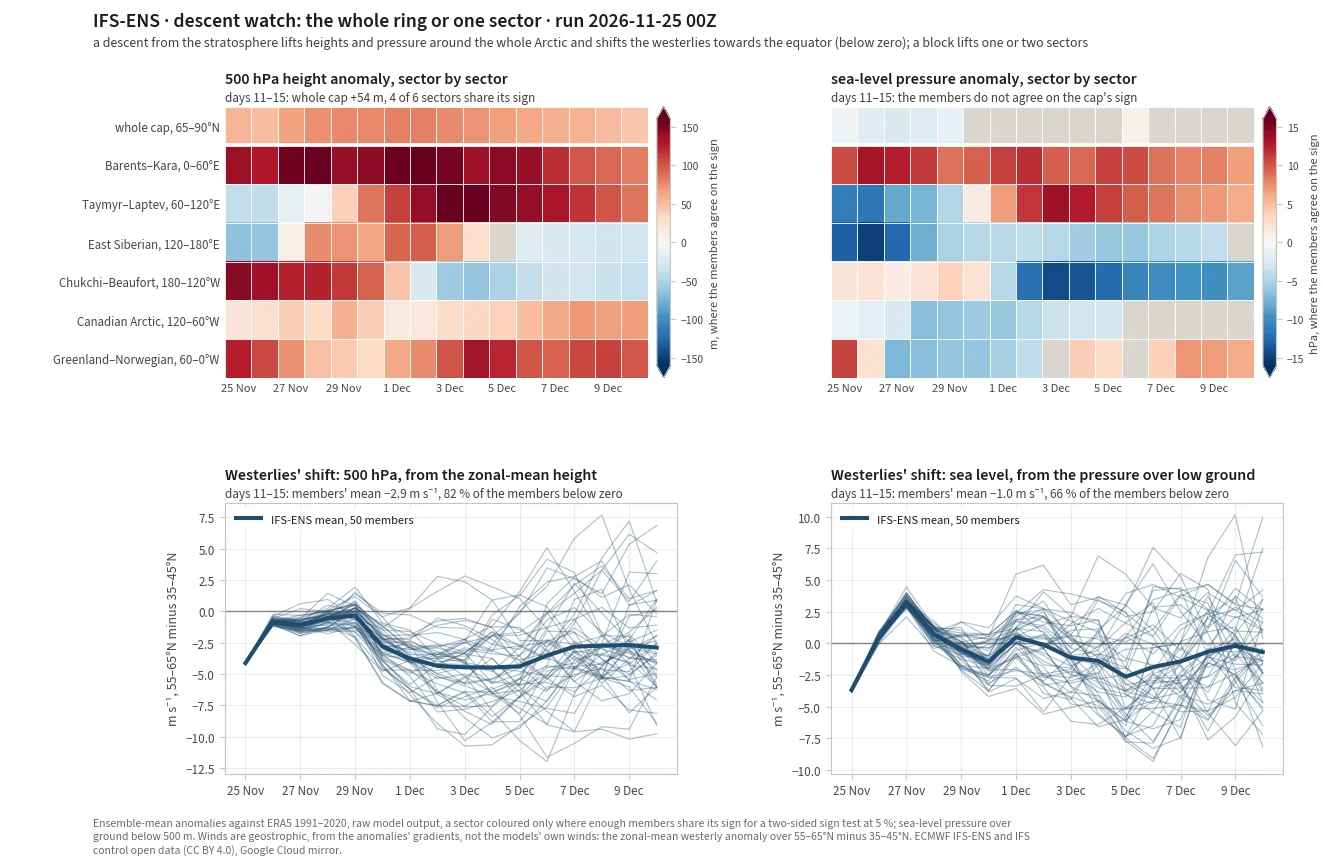 IFS-ENS · descent watch: the whole ring or one sector · run 2026-11-25 00Z
a descent from the stratosphere lifts heights and pressure around the whole Arctic and shifts the westerlies towards the equator (below zero); a block lifts one or two sectors
500 hPa height anomaly, sector by sector
days 11–15: whole cap +54 m, 4 of 6 sectors share its sign
whole cap, 65–90°N
Barents–Kara, 0–60°E
Taymyr–Laptev, 60–120°E
East Siberian, 120–180°E
Chukchi–Beaufort, 180–120°W
Canadian Arctic, 120–60°W
Greenland–Norwegian, 60–0°W
25 Nov 27 Nov 29 Nov 1 Dec 3 Dec 5 Dec 7 Dec 9 Dec
150
100
50
0
−50
−100
−150
m, where the members agree on the sign
sea-level pressure anomaly, sector by sector
days 11–15: the members do not agree on the cap's sign
25 Nov 27 Nov 29 Nov 1 Dec 3 Dec 5 Dec 7 Dec 9 Dec
15
10
5
0
−5
−10
−15
hPa, where the members agree on the sign
Westerlies' shift: 500 hPa, from the zonal-mean height
days 11–15: members' mean −2.9 m s⁻¹, 82 % of the members below zero
IFS-ENS mean, 50 members
m s⁻¹, 55–65°N minus 35–45°N
7.5
5.0
2.5
0.0
−2.5
−5.0
−7.5
−10.0
−12.5
25 Nov 27 Nov 29 Nov 1 Dec 3 Dec 5 Dec 7 Dec 9 Dec
Westerlies' shift: sea level, from the pressure over low ground
days 11–15: members' mean −1.0 m s⁻¹, 66 % of the members below zero
IFS-ENS mean, 50 members
m s⁻¹, 55–65°N minus 35–45°N
10.0
7.5
5.0
2.5
0.0
−2.5
−5.0
−7.5
−10.0
25 Nov 27 Nov 29 Nov 1 Dec 3 Dec 5 Dec 7 Dec 9 Dec
Ensemble-mean anomalies against ERA5 1991–2020, raw model output, a sector coloured only where enough members share its sign for a two-sided sign test at 5 %; sea-level pressure over
ground below 500 m. Winds are geostrophic, from the anomalies' gradients, not the models' own winds: the zonal-mean westerly anomaly over 55–65°N minus 35–45°N. ECMWF IFS-ENS and IFS
control open data (CC BY 4.0), Google Cloud mirror.